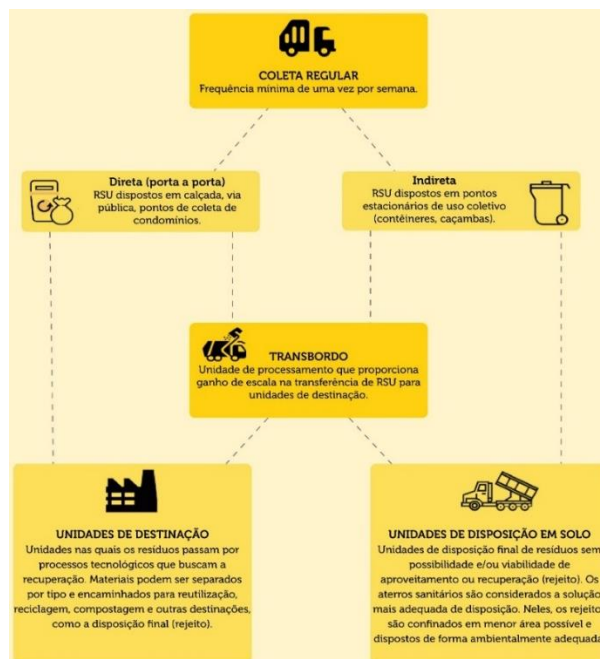 COLETA REGULAR
Frequência mínima de uma vez por semana.
Direta (porta a porta)
RSU dispostos em calçada, via
pública, pontos de coleta de
condomínios.
Indireta
RSU dispostos em pontos
estacionários de uso coletivo
(contêineres, caçambas).
TRANSBORDO
Unidade de processamento que proporciona
ganho de escala na transferência de RSU para
unidades de destinação.
UNIDADES DE DESTINAÇÃO
Unidades nas quais os resíduos passam por
processos tecnológicos que buscam a
recuperação. Materiais podem ser separados
por tipo e encaminhados para reutilização,
reciclagem, compostagem e outras destinações,
como a disposição final (rejeito).
UNIDADES DE DISPOSIÇÃO EM SOLO
Unidades de disposição final de resíduos sem
possibilidade e/ou viabilidade de
aproveitamento ou recuperação (rejeito). Os
aterros sanitários são considerados a solução
mais adequada de disposição. Neles, os rejeito
são confinados em menor área possível e
dispostos de forma ambientalmente adequada